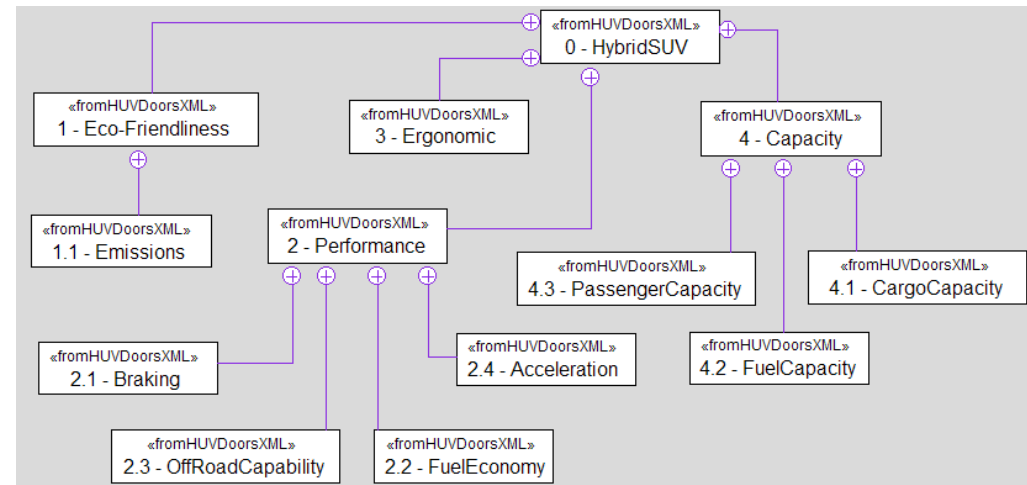 «fromHUVDoorsXML»
0 - HybridSUV
«fromHUVDoorsXML»
1 - Eco-Friendliness
«fromHUVDoorsXML»
3 - Ergonomic
«fromHUVDoorsXML»
4 - Capacity
«fromHUVDoorsXML»
1.1 - Emissions
«fromHUVDoorsXML»
2 - Performance
«fromHUVDoorsXML»
4.3 - PassengerCapacity
«fromHUVDoorsXML»
4.1 - CargoCapacity
«fromHUVDoorsXML»
2.1 - Braking
«fromHUVDoorsXML»
2.4 - Acceleration
«fromHUVDoorsXML»
4.2 - FuelCapacity
«fromHUVDoorsXML»
2.3 - OffRoadCapability
«fromHUVDoorsXML»
2.2 - FuelEconomy